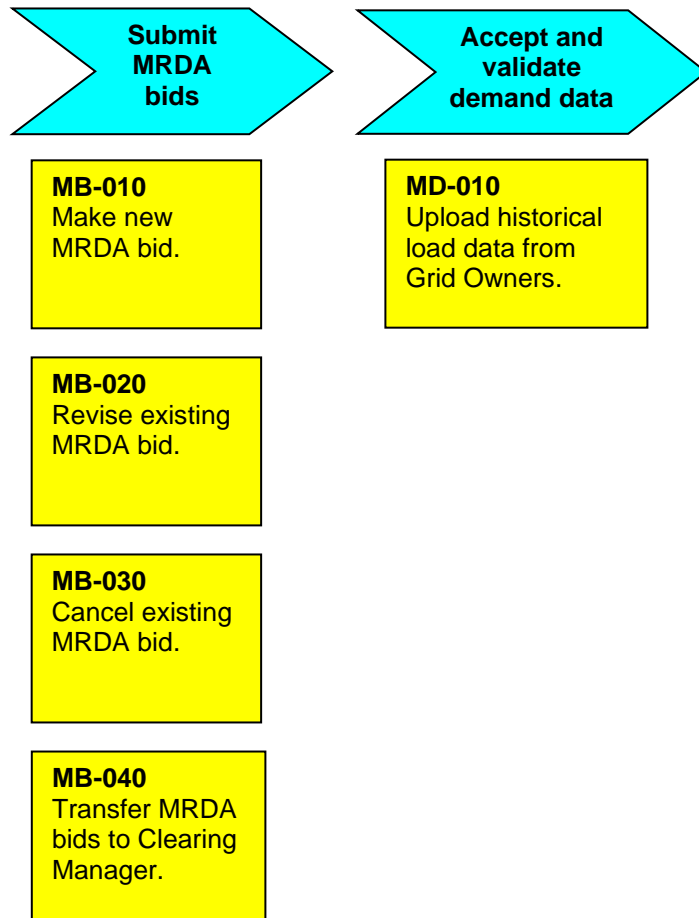 Submit
MRDA
bids
Accept and
validate
demand data
MB-010
Make new
MRDA bid.
MD-010
Upload historical
load data from
Grid Owners.
MB-020
Revise existing
MRDA bid.
MB-030
Cancel existing
MRDA bid.
MB-040
Transfer MRDA
bids to Clearing
Manager.